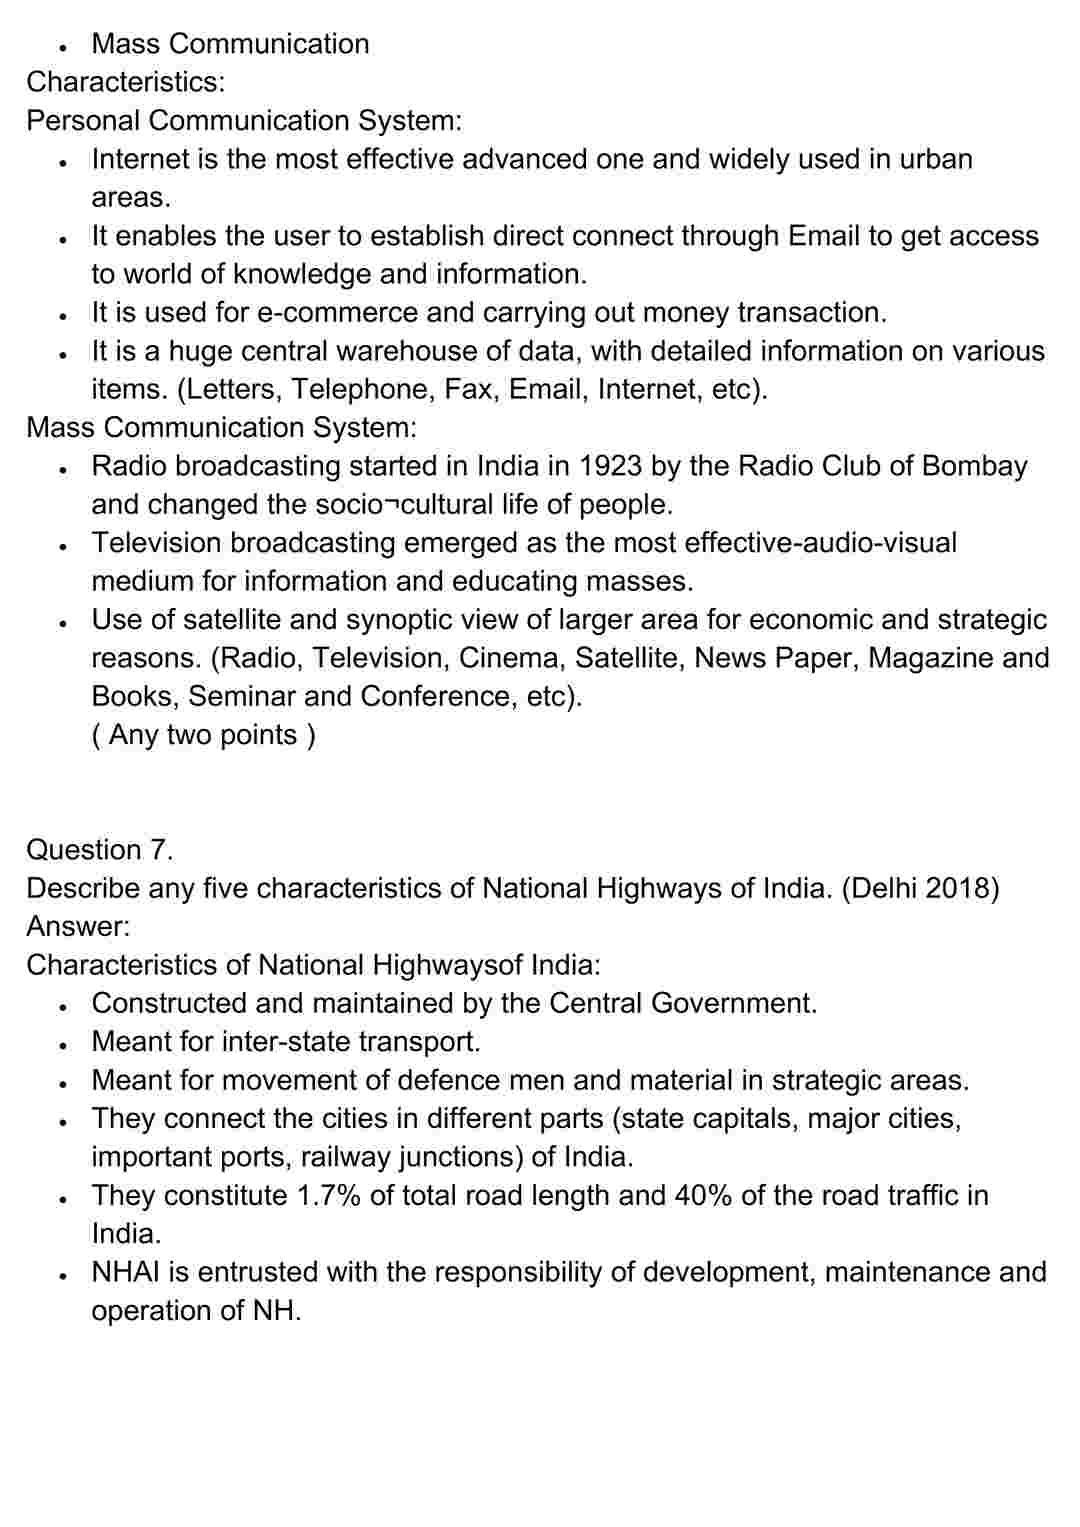 • Mass Communication
Characteristics:
Personal Communication System:
• Internet is the most effective advanced one and widely used in urban
areas.
• It enables the user to establish direct connect through Email to get access
to world of knowledge and information.
• It is used for e-commerce and carrying out money transaction.
• It is a huge central warehouse of data, with detailed information on various
items. (Letters, Telephone, Fax, Email, Internet, etc).
Mass Communication System:
• Radio broadcasting started in India in 1923 by the Radio Club of Bombay
and changed the socio¬cultural life of people.
• Television broadcasting emerged as the most effective-audio-visual
medium for information and educating masses.
• Use of satellite and synoptic view of larger area for economic and strategic
reasons. (Radio, Television, Cinema, Satellite, News Paper, Magazine and
Books, Seminar and Conference, etc).
( Any two points )
Question 7.
Describe any five characteristics of National Highways of India. (Delhi 2018)
Answer:
Characteristics of National Highwaysof India:
• Constructed and maintained by the Central Government.
• Meant for inter-state transport.
• Meant for movement of defence men and material in strategic areas.
• They connect the cities in different parts (state capitals, major cities,
important ports, railway junctions) of India.
• They constitute 1.7% of total road length and 40% of the road traffic in
India.
• NHAI is entrusted with the responsibility of development, maintenance and
operation of NH.